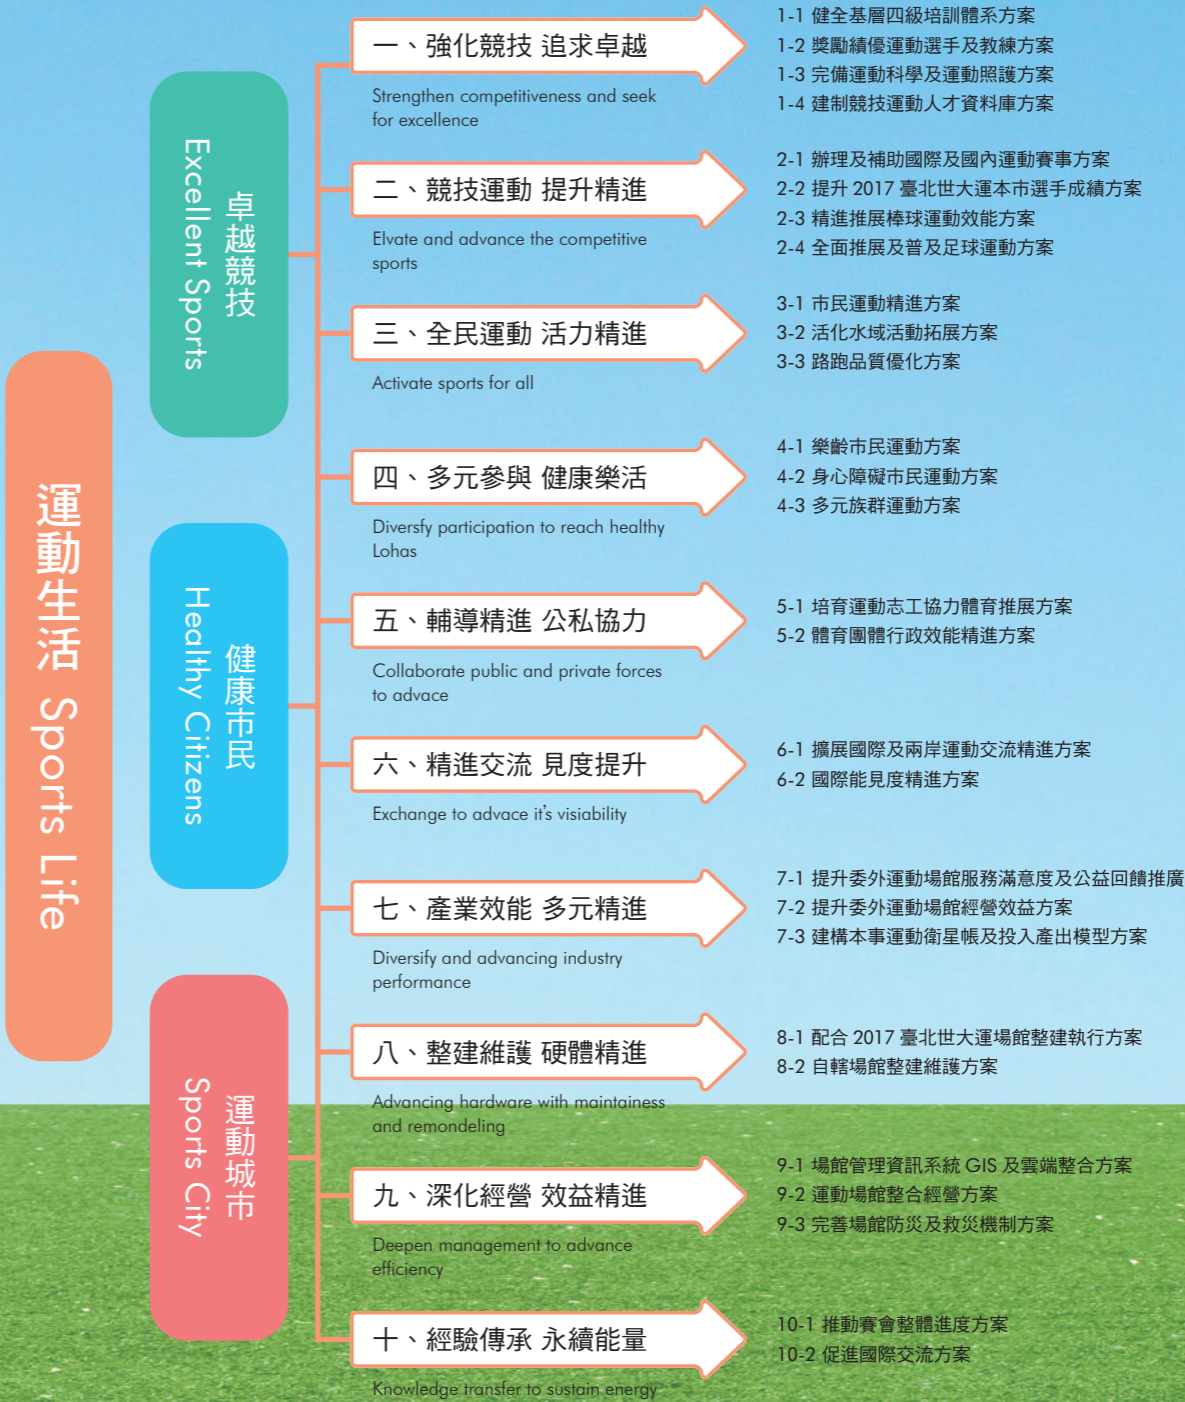 運動生活 Sports Life
卓越競技
Excellent Sports
健康市民
Healthy Citizens
運動城市
Sports City
一、強化競技 追求卓越
Strengthen competitiveness and seek
for excellence
1-1 健全基層四級培訓體系方案
1-2 獎勵績優運動選手及教練方案
1-3 完備運動科學及運動照護方案
1-4 建制競技運動人才資料庫方案
二、競技運動 提升精進
Elvate and advance the competitive
sports
2-1 辦理及補助國際及國內運動賽事方案
2-2 提升 2017 臺北世大運本市選手成績方案
2-3 精進推展棒球運動效能方案
2-4 全面推展及普及足球運動方案
三、全民運動 活力精進
Activate sports for all
3-1 市民運動精進方案
3-2 活化水域活動拓展方案
3-3 路跑品質優化方案
四、多元參與 健康樂活
Diversfy participation to reach healthy
Lohas
4-1 樂齡市民運動方案
4-2 身心障礙市民運動方案
4-3 多元族群運動方案
五、輔導精進 公私協力
Collaborate public and private forces
to advace
5-1 培育運動志工協力體育推展方案
5-2 體育團體行政效能精進方案
六、精進交流 見度提升
Exchange to advace it's visiability
6-1 擴展國際及兩岸運動交流精進方案
6-2 國際能見度精進方案
七、產業效能 多元精進
Diversify and advancing industry
performance
7-1 提升委外運動場館服務滿意度及公益回饋推廣
7-2 提升委外運動場館經營效益方案
7-3 建構本事運動衛星帳及投入產出模型方案
八、整建維護 硬體精進
Advancing hardware with maintainess
and remondeling
8-1 配合 2017 臺北世大運場館整建執行方案
8-2 自轄場館整建維護方案
九、深化經營 效益精進
Deepen management to advance
efficiency
9-1 場館管理資訊系統 GIS 及雲端整合方案
9-2 運動場館整合經營方案
9-3 完善場館防災及救災機制方案
十、經驗傳承 永續能量
Knowledge transfer to sustain energy
10-1 推動賽會整體進度方案
10-2 促進國際交流方案